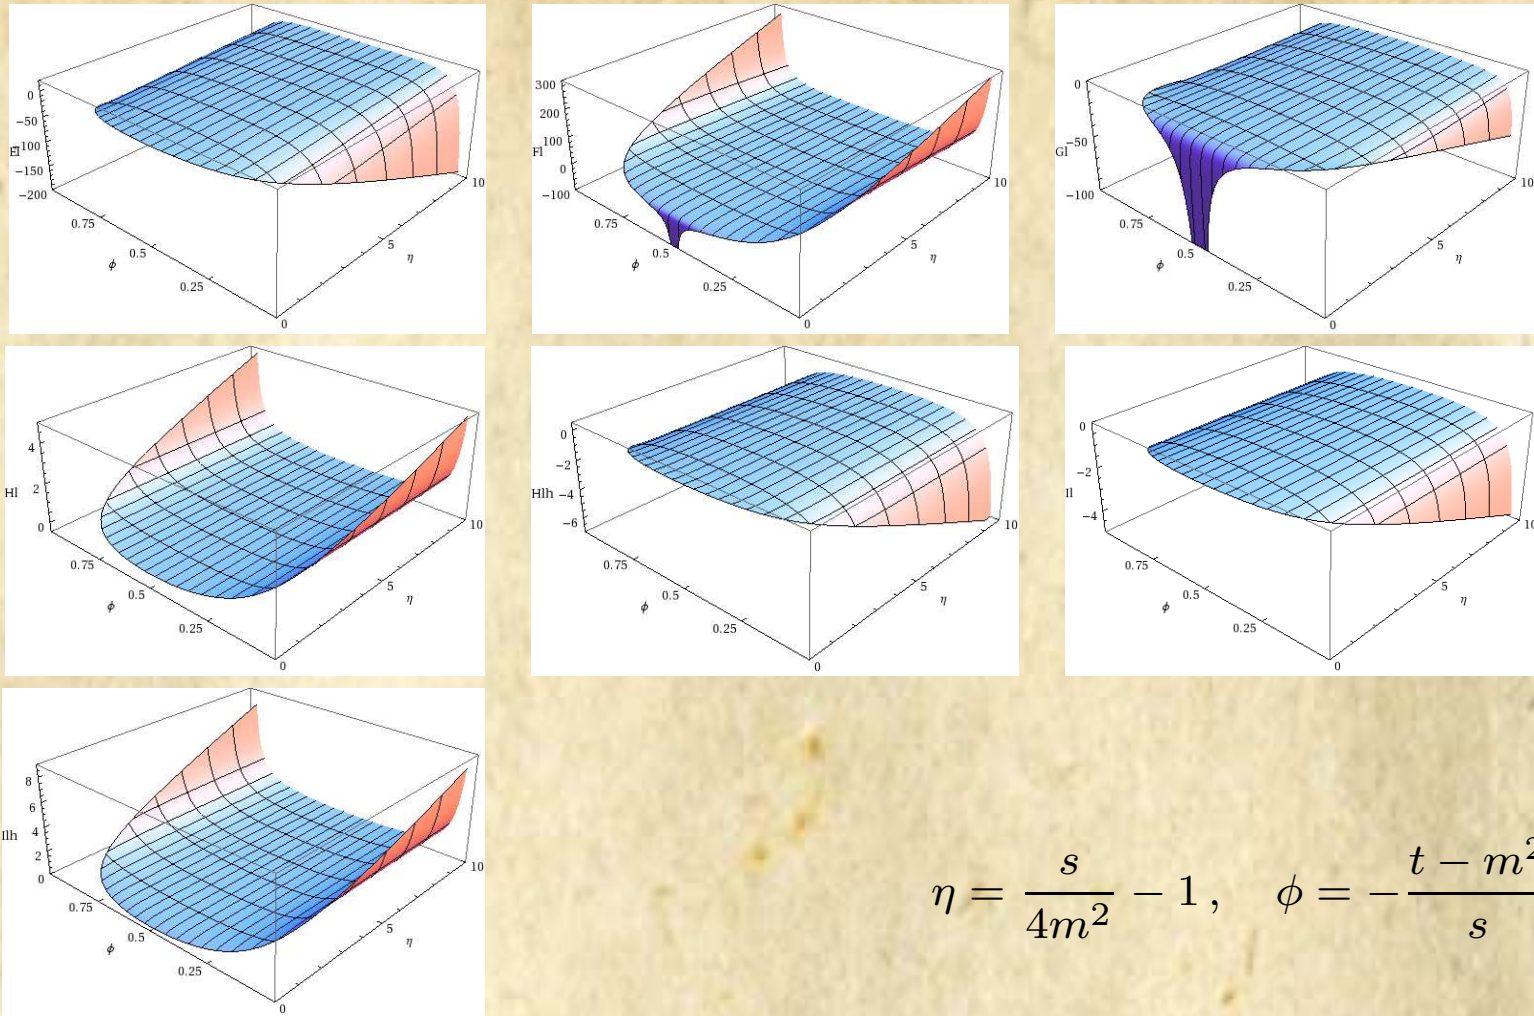 0 -50 -100 -150 -200 El 0.75 0.5 0.25 ϕ 0 5 10 η
300 200 100 0 -100 Fl 0.75 0.5 0.25 ϕ 0 5 10 η
0 -50 -100 Gl 0.75 0.5 0.25 ϕ 0 5 10 η
4 2 0 Hl 0.75 0.5 0.25 ϕ 0 5 10 η
0 -2 -4 -6 Hlh 0.75 0.5 0.25 ϕ 0 5 10 η
0 -2 -4 Il 0.75 0.5 0.25 ϕ 0 5 10 η
8 6 4 2 0 Ilh 0.75 0.5 0.25 ϕ 0 5 10 η
η = s/4m² − 1 , ϕ = − t − m²/s